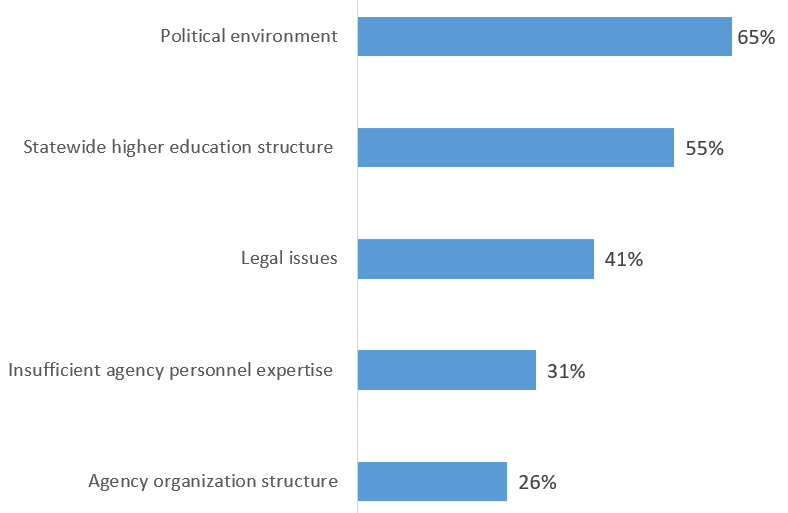 Political environment 65%
Statewide higher education structure 55%
Legal issues 41%
Insufficient agency personnel expertise 31%
Agency organization structure 26%